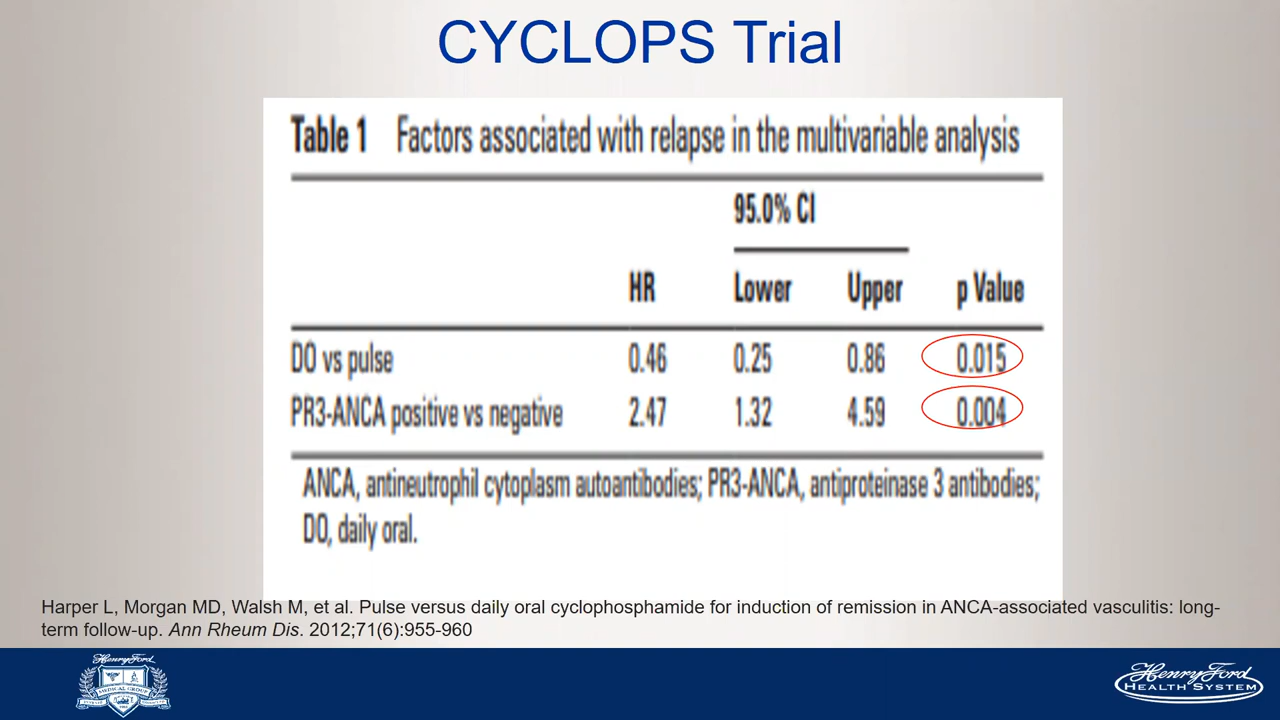 CYCLOPS Trial
Table 1 Factors associated with relapse in the multivariable analysis
95.0% CI
HR Lower Upper p Value
DO vs pulse 0.46 0.25 0.86 0.015
PR3-ANCA positive vs negative 2.47 1.32 4.59 0.004
ANCA, antineutrophil cytoplasm autoantibodies; PR3-ANCA, antiproteinase 3 antibodies;
DO, daily oral.
Harper L, Morgan MD, Walsh M, et al. Pulse versus daily oral cyclophosphamide for induction of remission in ANCA-associated vasculitis: long-
term follow-up. Ann Rheum Dis. 2012;71(6):955-960
Henry Ford
MEDICAL GROUP
Henry Ford
HEALTH SYSTEM